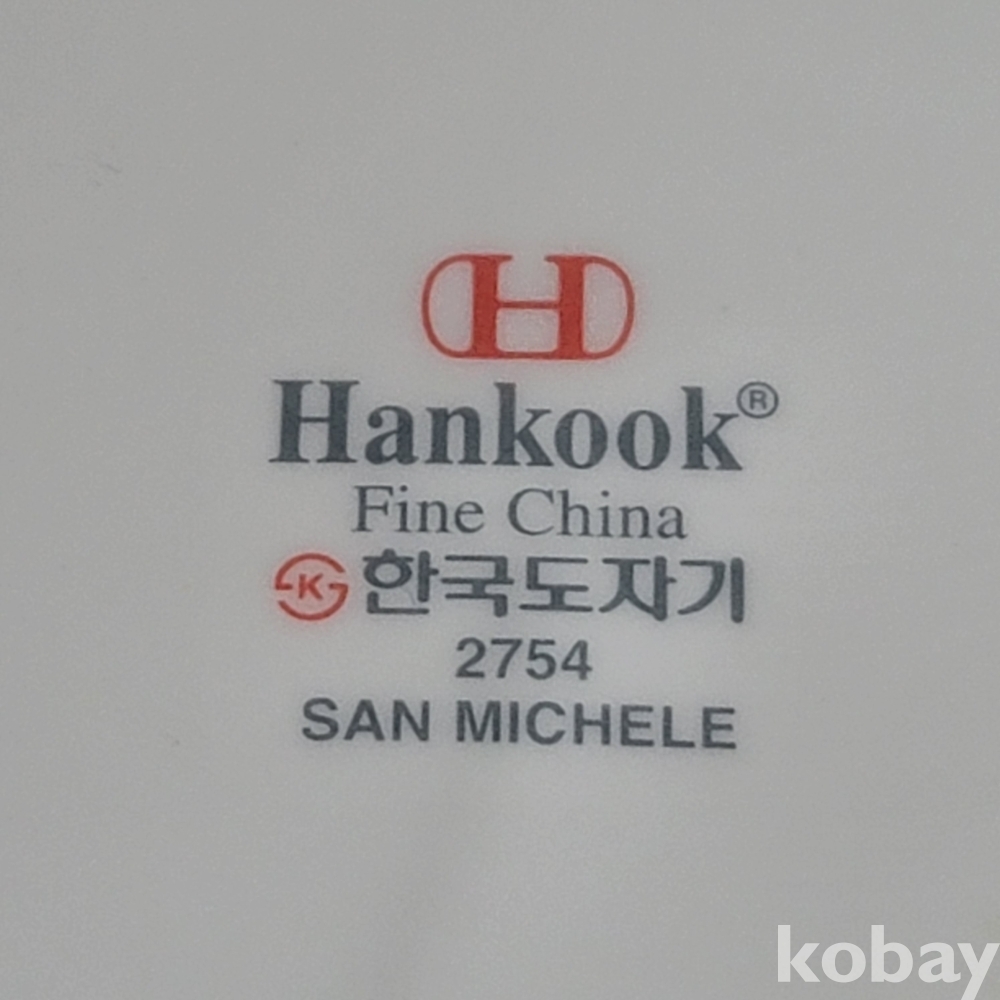 H
Hankook®
Fine China
K 한국도자기
2754
SAN MICHELE
kobay